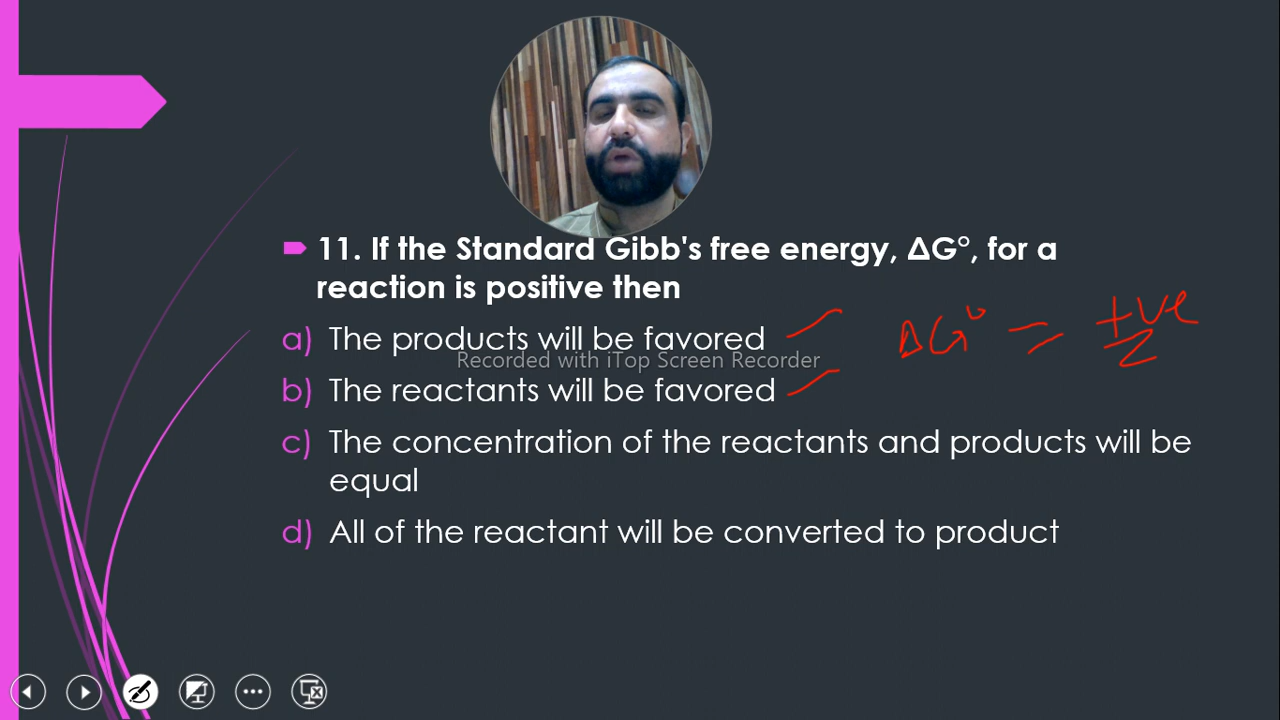 11. If the Standard Gibb's free energy, ΔG°, for a
reaction is positive then
a) The products will be favored
ΔG° = +ve
Recorded with iTop Screen Recorder
b) The reactants will be favored
c) The concentration of the reactants and products will be
equal
d) All of the reactant will be converted to product